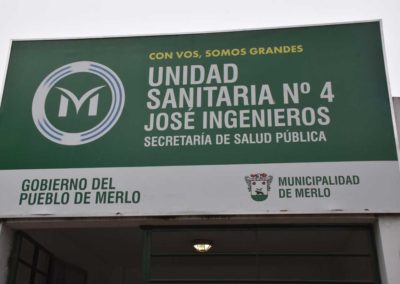 CON VOS, SOMOS GRANDES
UNIDAD
SANITARIA Nº 4
JOSÉ INGENIEROS
SECRETARÍA DE SALUD PÚBLICA
GOBIERNO DEL
PUEBLO DE MERLO
MUNICIPALIDAD
DE MERLO